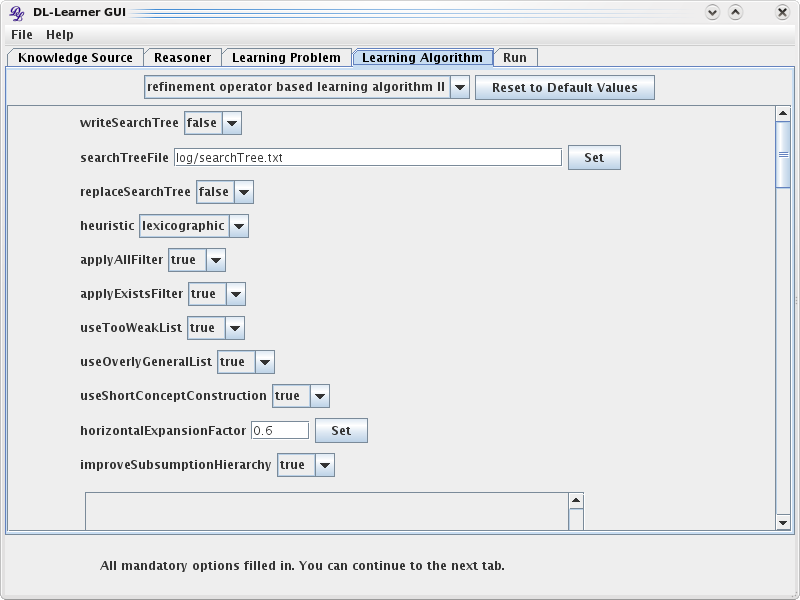 DL-Learner GUI
File Help
Knowledge Source Reasoner Learning Problem Learning Algorithm Run
refinement operator based learning algorithm II Reset to Default Values
writeSearchTree false
searchTreeFile log/searchTree.txt Set
replaceSearchTree false
heuristic lexicographic
applyAllFilter true
applyExistsFilter true
useTooWeakList true
useOverlyGeneralList true
useShortConceptConstruction true
horizontalExpansionFactor 0.6 Set
improveSubsumptionHierarchy true
All mandatory options filled in. You can continue to the next tab.